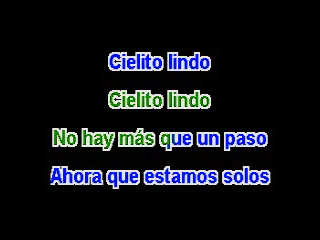 Cielito lindo
Cielito lindo
No hay más que un paso
Ahora que estamos solos